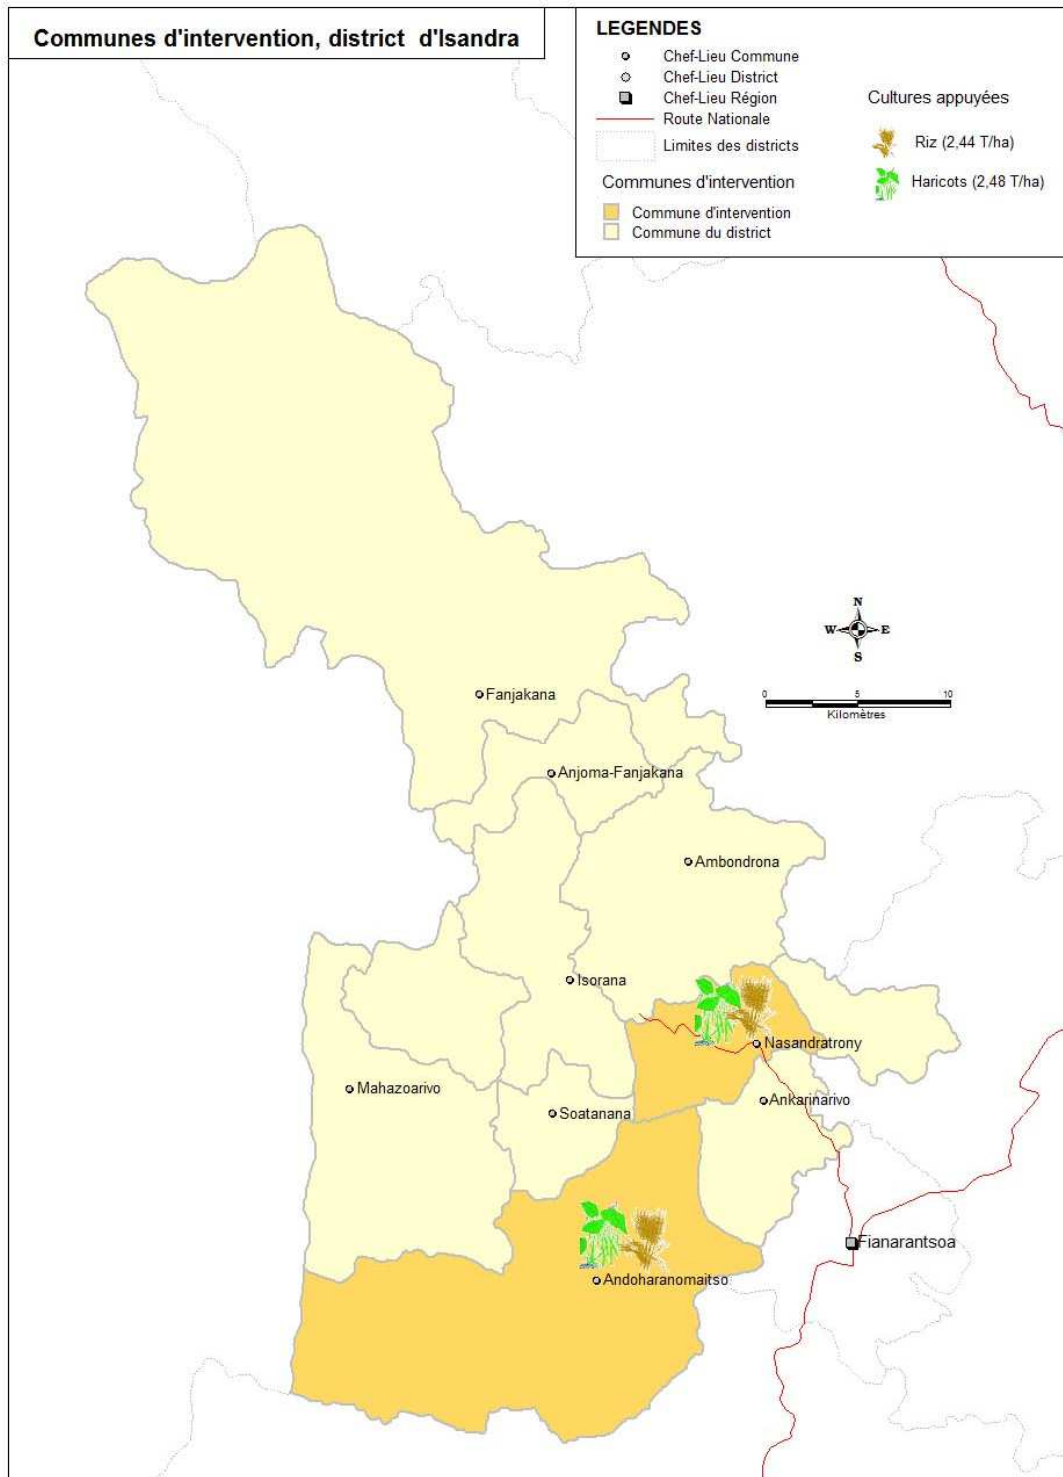 Communes d'intervention, district d'Isandra
LEGENDES
Chef-Lieu Commune
Chef-Lieu District
Chef-Lieu Région
Route Nationale
Limites des districts
Communes d'intervention
Commune d'intervention
Commune du district
Cultures appuyées
Riz (2,44 T/ha)
Haricots (2,48 T/ha)
N
W E
S
0 5 10
Kilomètres
Fanjakana
Anjoma-Fanjakana
Ambondrona
Isorana
Nasandratrony
Mahazoarivo
Ankarinarivo
Soatanana
Fianarantsoa
Andoharanomaitso